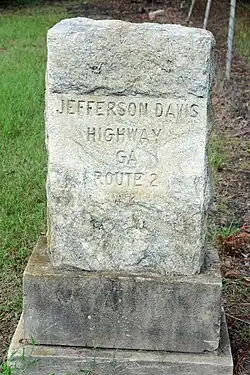 JEFFERSON DAVIS
HIGHWAY
GA
ROUTE 2